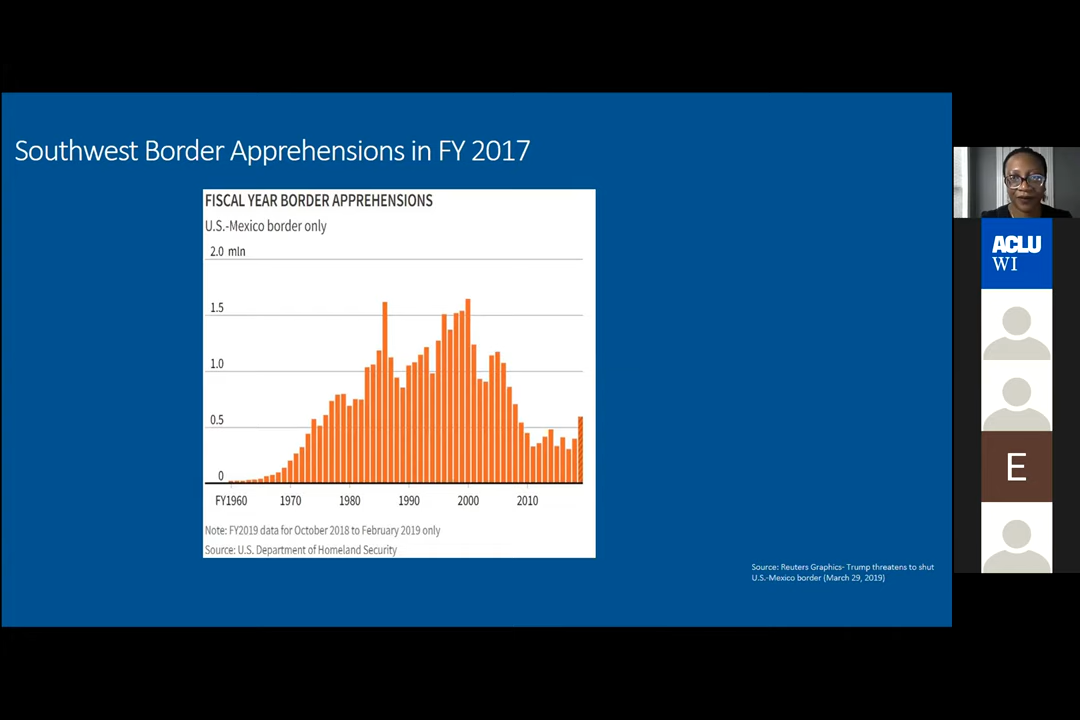 Southwest Border Apprehensions in FY 2017
FISCAL YEAR BORDER APPREHENSIONS
U.S.-Mexico border only
2.0 mln
1.5
1.0
0.5
0
FY1960 1970 1980 1990 2000 2010
Note: FY2019 data for October 2018 to February 2019 only
Source: U.S. Department of Homeland Security
Source: Reuters Graphics- Trump threatens to shut
U.S.-Mexico border (March 29, 2019)
ACLU
WI
E